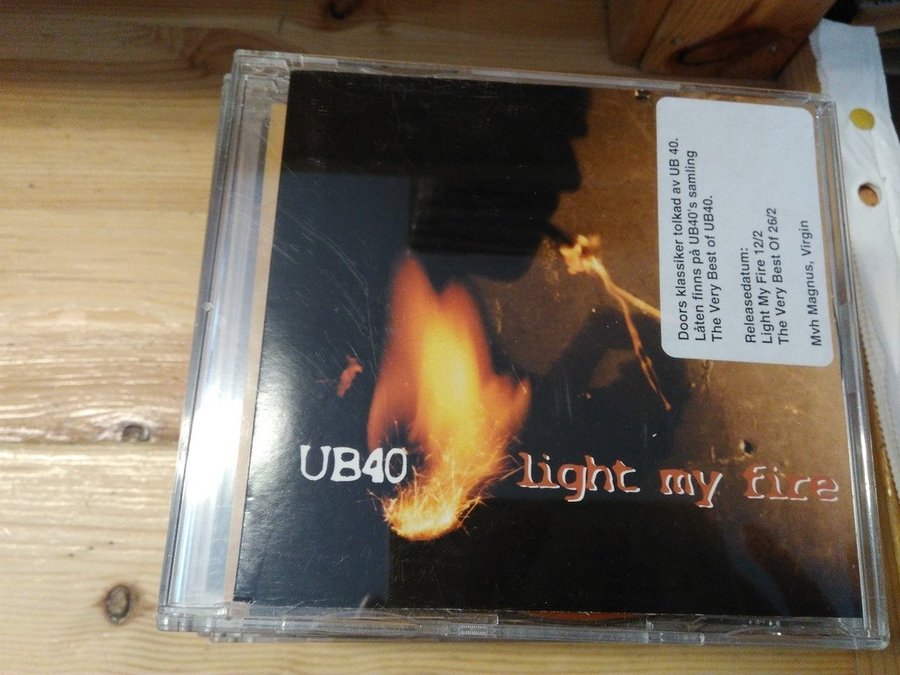 UB40
light my fire
Doors klassiker tolkad av UB 40.
Låten finns på UB40's samling
The Very Best of UB40.
Releasedatum:
Light My Fire 12/2
The Very Best Of 26/2
Mvh Magnus, Virgin